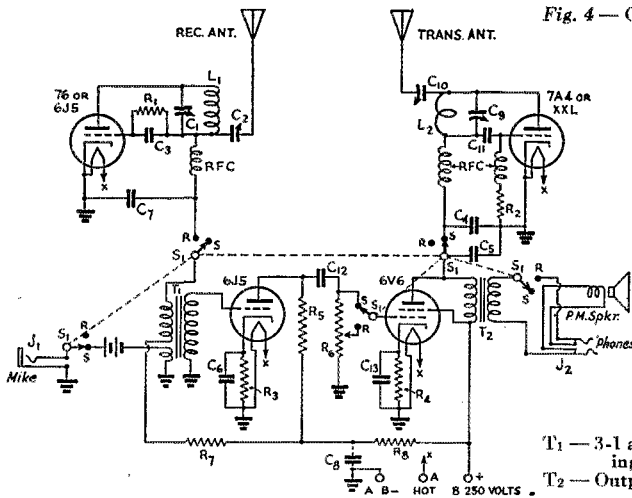 Fig. 4 — C
REC. ANT.
TRANS. ANT.
76 OR
6J5
L1
R1
C1
C2
C3
RFC
C7
C10
C9
L2
C11
7A4 OR
XXL
RFC
R2
C4
C5
x
x
R
S
S1
R
S
S1
S1
R
S
P.M. Spkr.
Phones
J2
J1
S1
R
S
Mike
T1
6J5
C12
R5
S
S1
R
R6
6V6
T2
C6
R3
x
C13
R4
x
R7
C8
R8
x
+
A B–
HOT
A
B 250 VOLTS
T1 — 3-1 a
ing
T2 — Outp